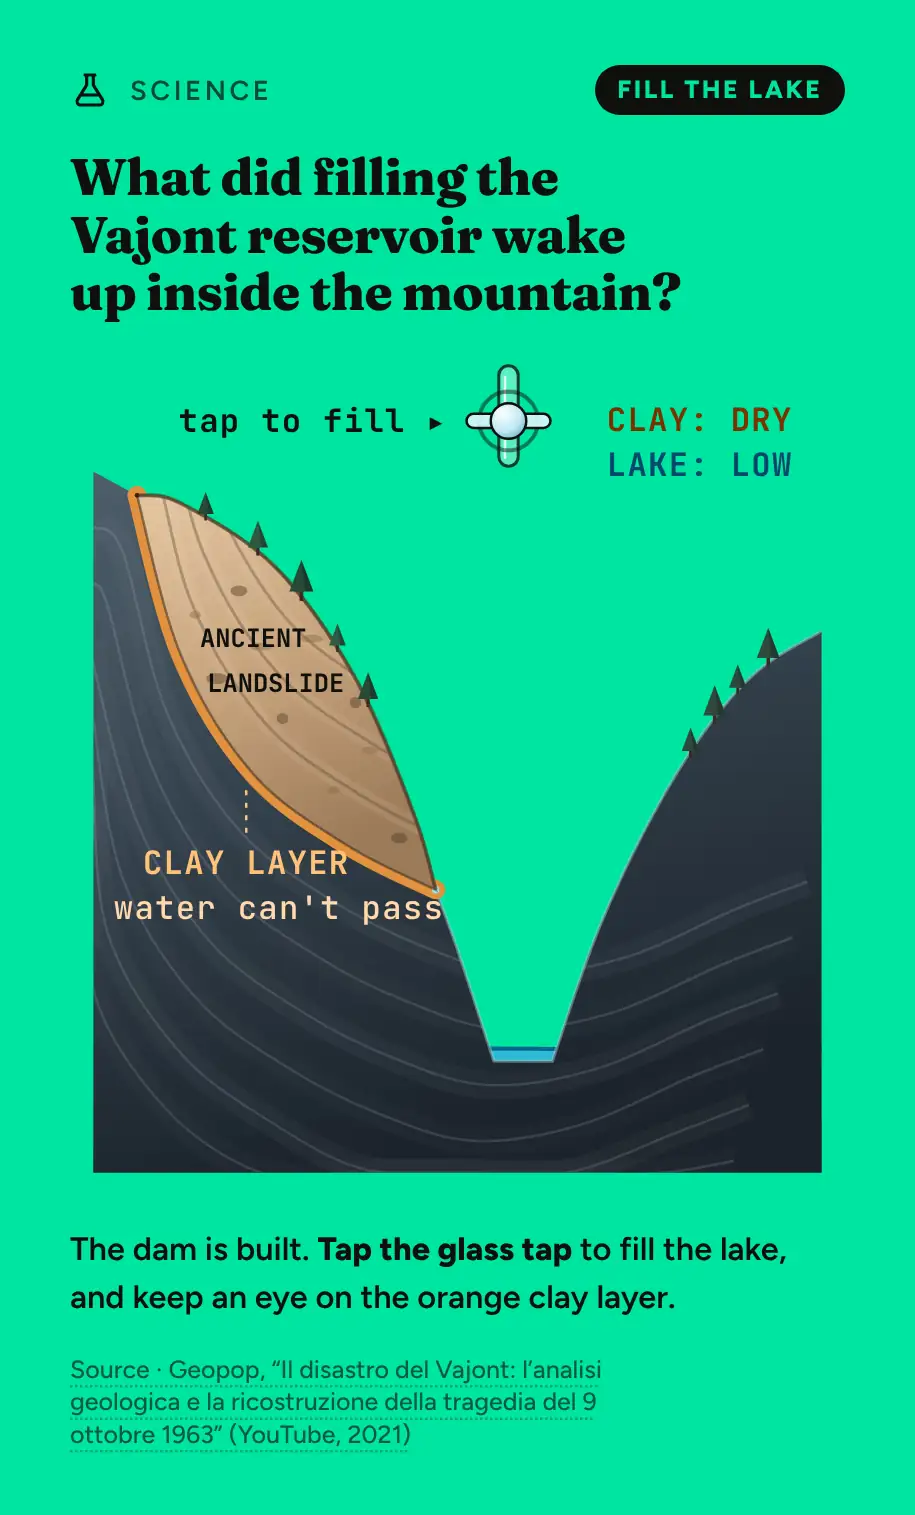 SCIENCE
FILL THE LAKE
What did filling the
Vajont reservoir wake
up inside the mountain?
tap to fill ▸
CLAY: DRY
LAKE: LOW
ANCIENT
LANDSLIDE
CLAY LAYER
water can't pass
The dam is built. Tap the glass tap to fill the lake,
and keep an eye on the orange clay layer.
Source · Geopop, “Il disastro del Vajont: l’analisi
geologica e la ricostruzione della tragedia del 9
ottobre 1963” (YouTube, 2021)